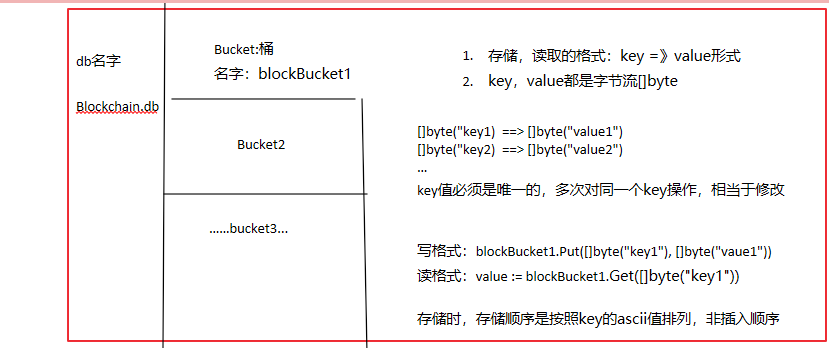 db名字
Blockchain.db
Bucket:桶
名字：blockBucket1
Bucket2
......bucket3...
1. 存储，读取的格式：key =》value形式
2. key，value都是字节流[]byte
[]byte("key1) ==> []byte("value1")
[]byte("key2) ==> []byte("value2")
...
key值必须是唯一的，多次对同一个key操作，相当于修改
写格式：blockBucket1.Put([]byte("key1"), []byte("vaue1"))
读格式：value := blockBucket1.Get([]byte("key1"))
存储时，存储顺序是按照key的ascii值排列，非插入顺序